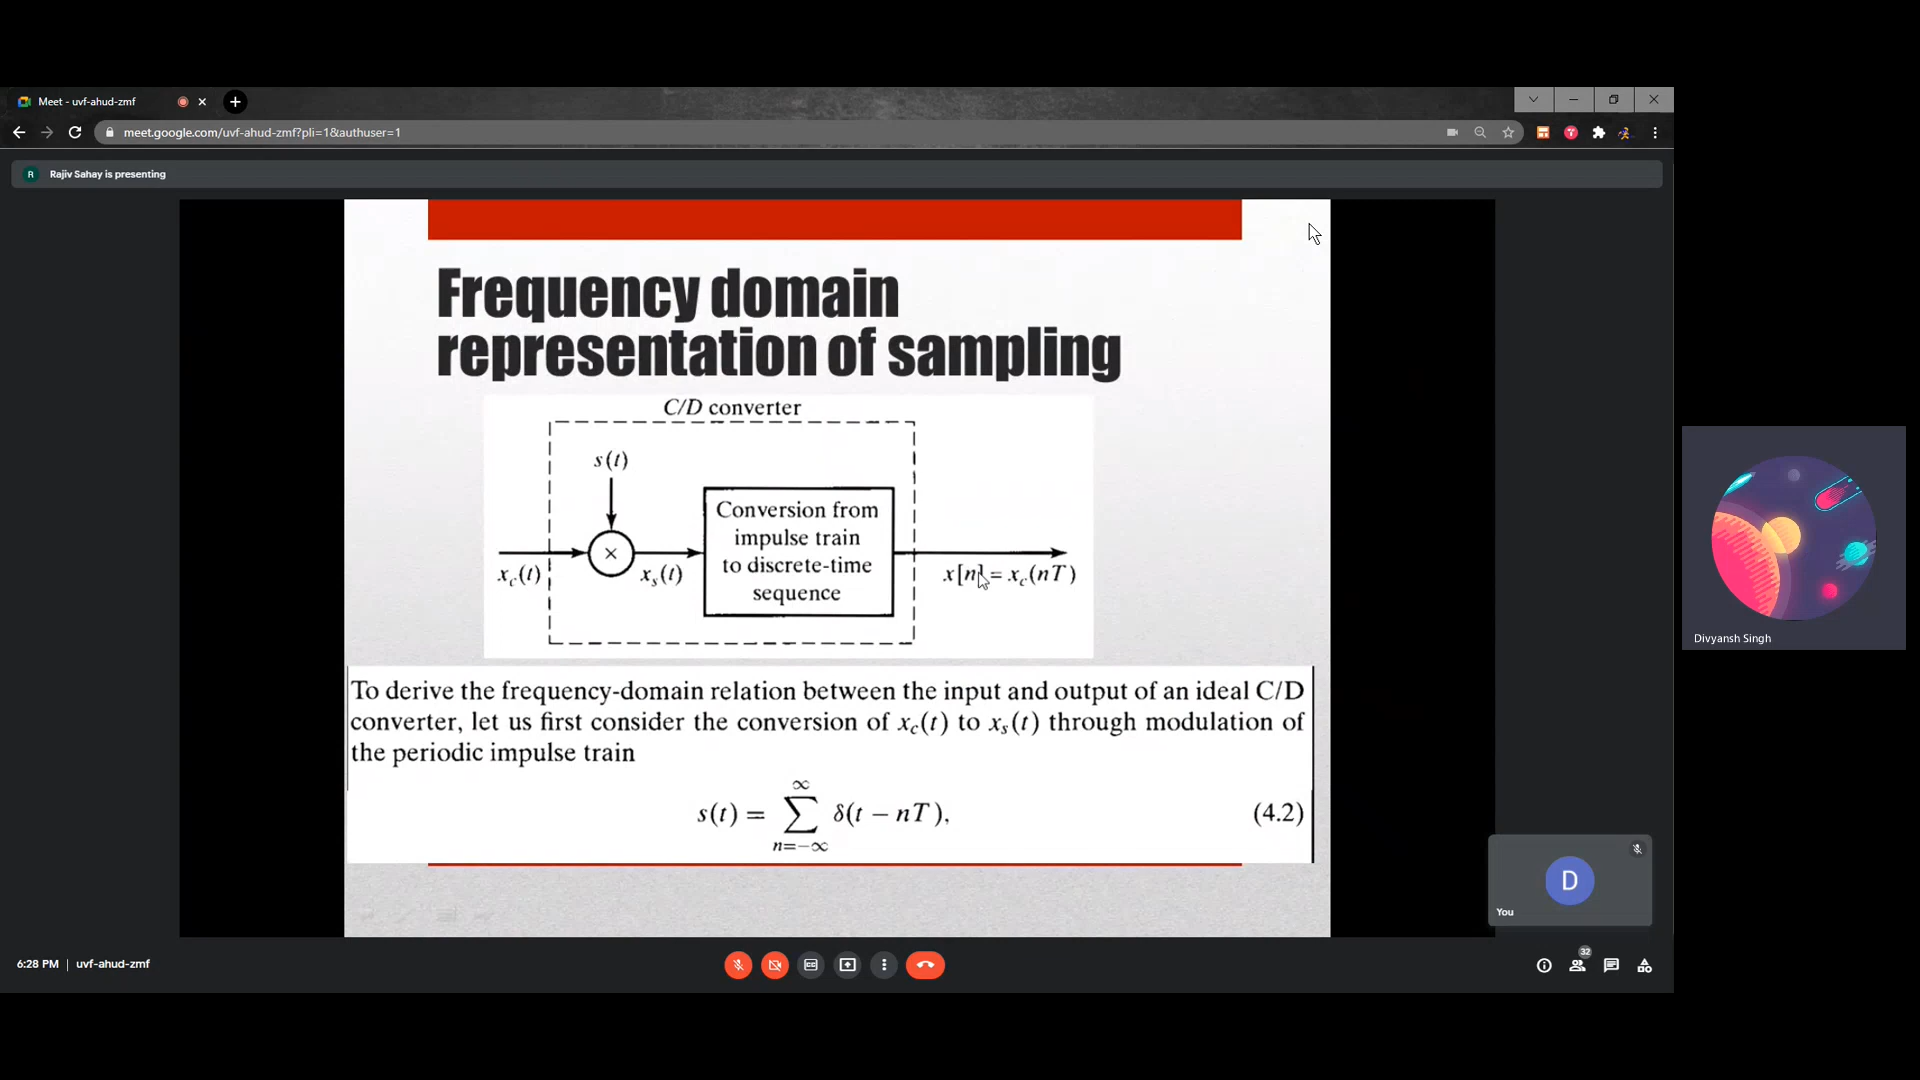 Meet - uvf-ahud-zmf
meet.google.com/uvf-ahud-zmf?pli=1&authuser=1
R Rajiv Sahay is presenting
Frequency domain
representation of sampling
C/D converter
s(t)
×
x_c(t)
x_s(t)
Conversion from
impulse train
to discrete-time
sequence
x[n] = x_c(nT)
To derive the frequency-domain relation between the input and output of an ideal C/D
converter, let us first consider the conversion of x_c(t) to x_s(t) through modulation of
the periodic impulse train
s(t) = ∑_{n=-∞}^{∞} δ(t − nT), (4.2)
Divyansh Singh
D
You
6:28 PM | uvf-ahud-zmf
32